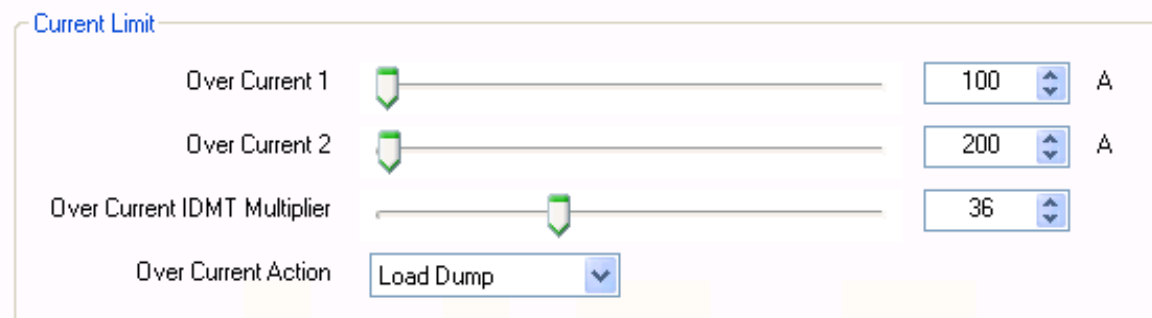 Current Limit
Over Current 1 100 A
Over Current 2 200 A
Over Current IDMT Multiplier 36
Over Current Action Load Dump